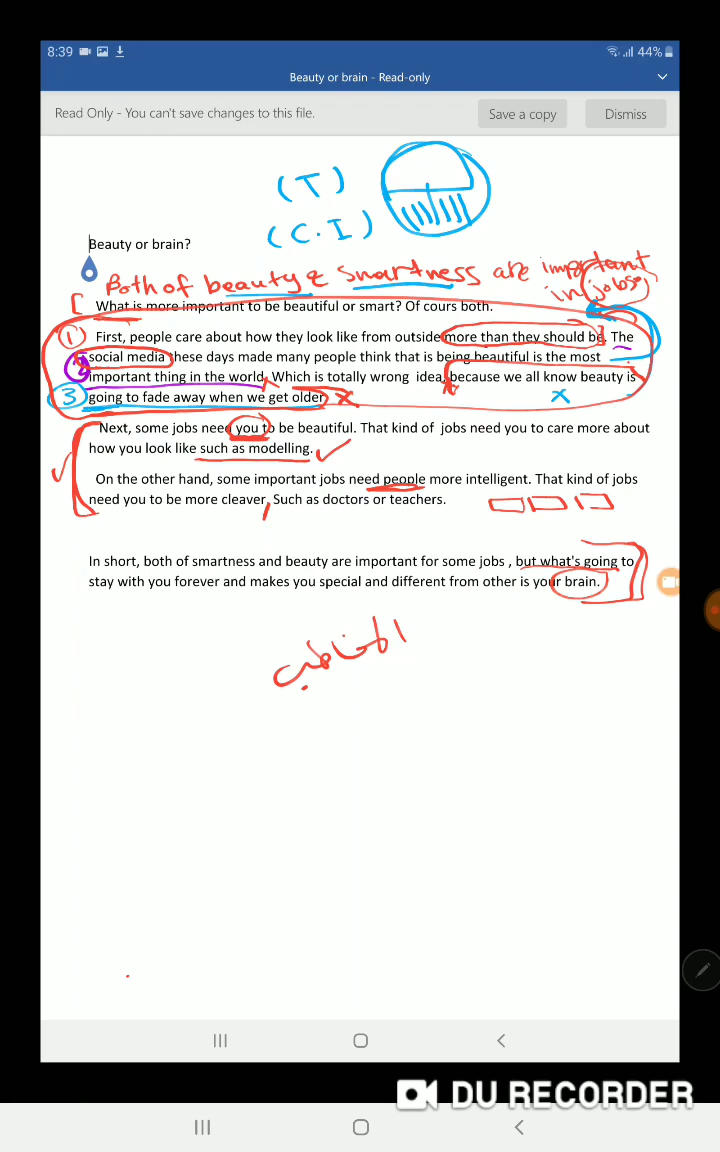 8:39 44%
Beauty or brain - Read-only
Read Only - You can't save changes to this file. Save a copy Dismiss
(T)
(C.I)
Beauty or brain?
Both of beauty & smartness are important
in jobs
What is more important to be beautiful or smart? Of cours both.
1 First, people care about how they look like from outside more than they should be. The
2 social media these days made many people think that is being beautiful is the most
important thing in the world. Which is totally wrong idea, because we all know beauty is
3 going to fade away when we get older x x
Next, some jobs need you to be beautiful. That kind of jobs need you to care more about
how you look like such as modelling.
On the other hand, some important jobs need people more intelligent. That kind of jobs
need you to be more cleaver, Such as doctors or teachers.
In short, both of smartness and beauty are important for some jobs , but what's going to
stay with you forever and makes you special and different from other is your brain.
المخاطب
DU RECORDER